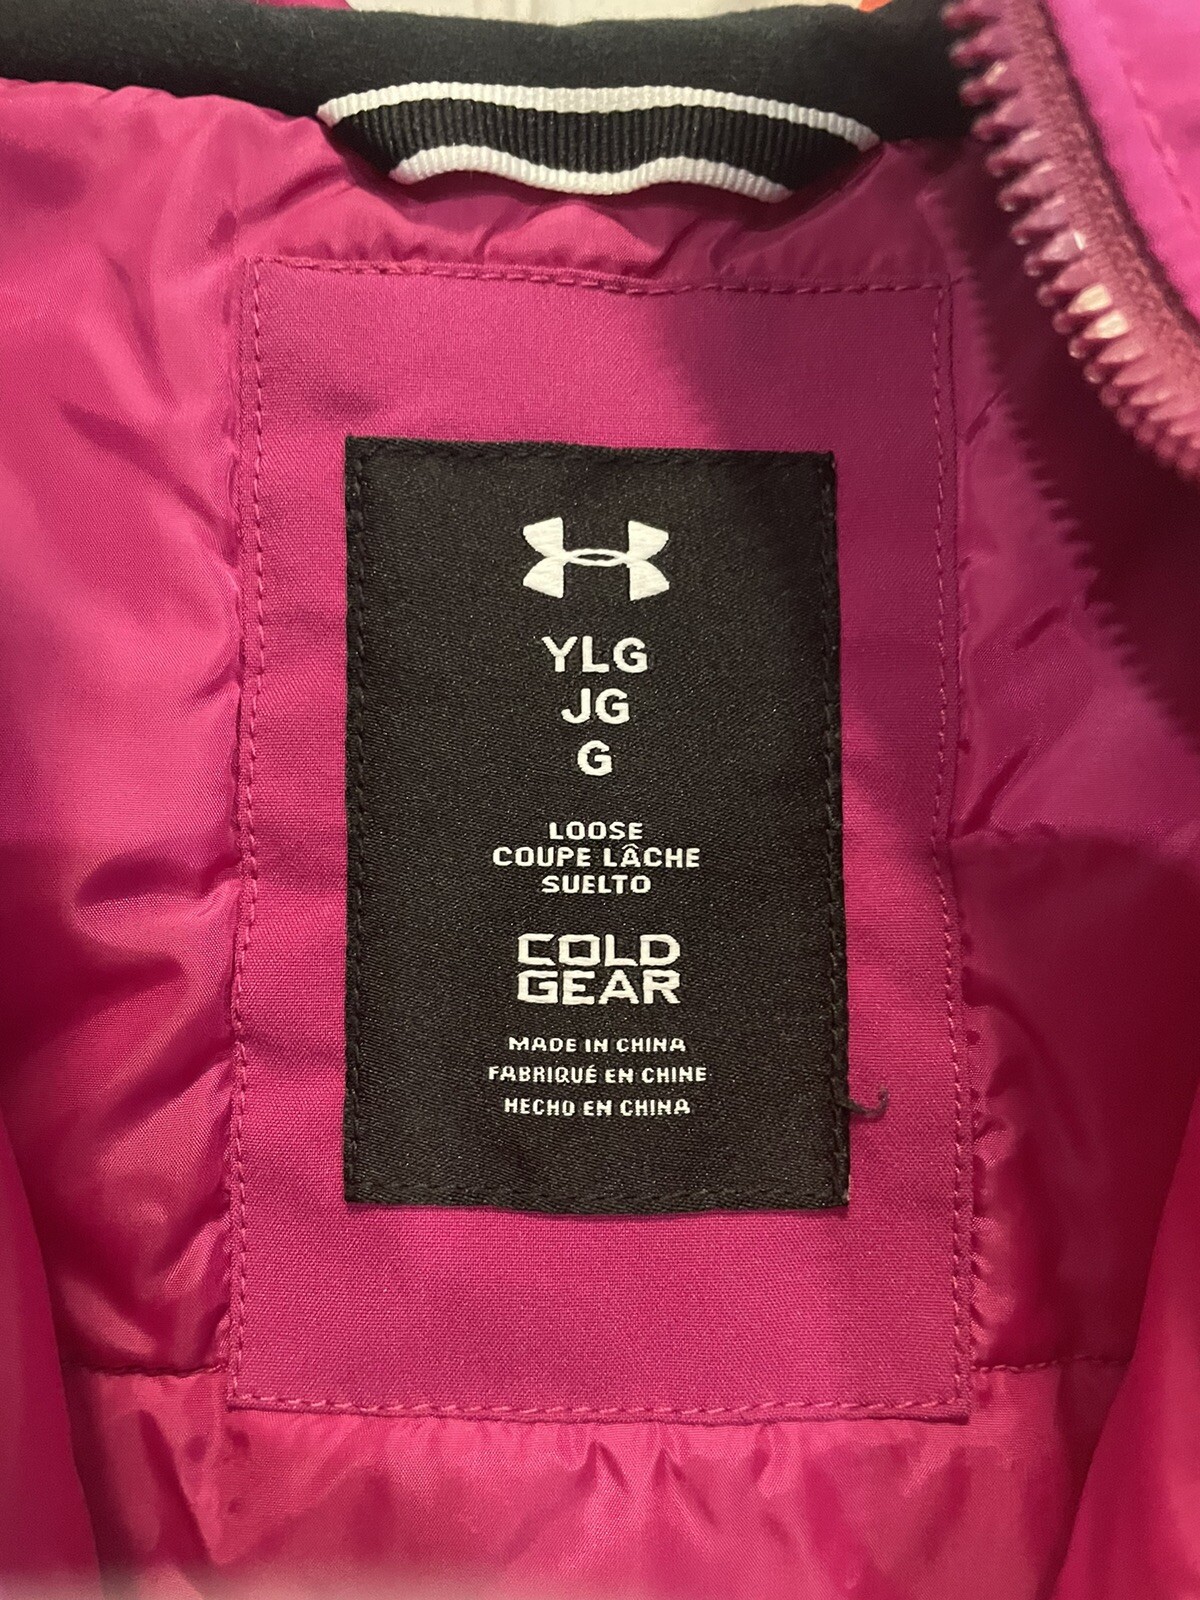 YLG
JG
G
LOOSE
COUPE LÂCHE
SUELTO
COLD
GEAR
MADE IN CHINA
FABRIQUÉ EN CHINE
HECHO EN CHINA